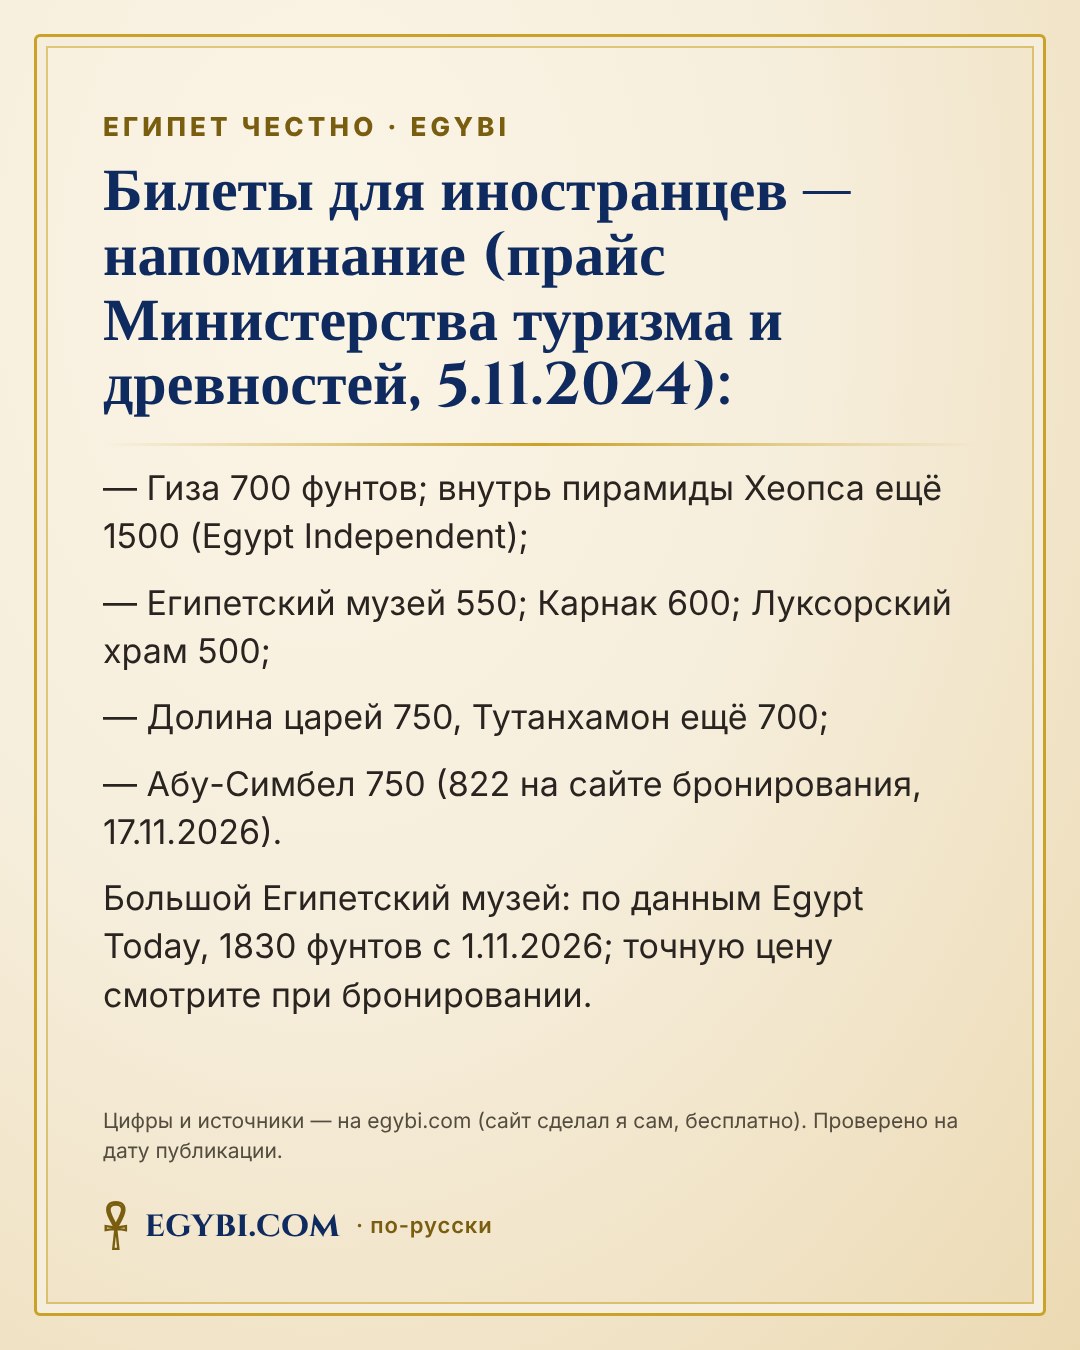 ЕГИПЕТ ЧЕСТНО · EGYBI
Билеты для иностранцев —
напоминание (прайс
Министерства туризма и
древностей, 5.11.2024):
— Гиза 700 фунтов; внутрь пирамиды Хеопса ещё
1500 (Egypt Independent);
— Египетский музей 550; Карнак 600; Луксорский
храм 500;
— Долина царей 750, Тутанхамон ещё 700;
— Абу-Симбел 750 (822 на сайте бронирования,
17.11.2026).
Большой Египетский музей: по данным Egypt
Today, 1830 фунтов с 1.11.2026; точную цену
смотрите при бронировании.
Цифры и источники — на egybi.com (сайт сделал я сам, бесплатно). Проверено на
дату публикации.
EGYBI.COM · по-русски